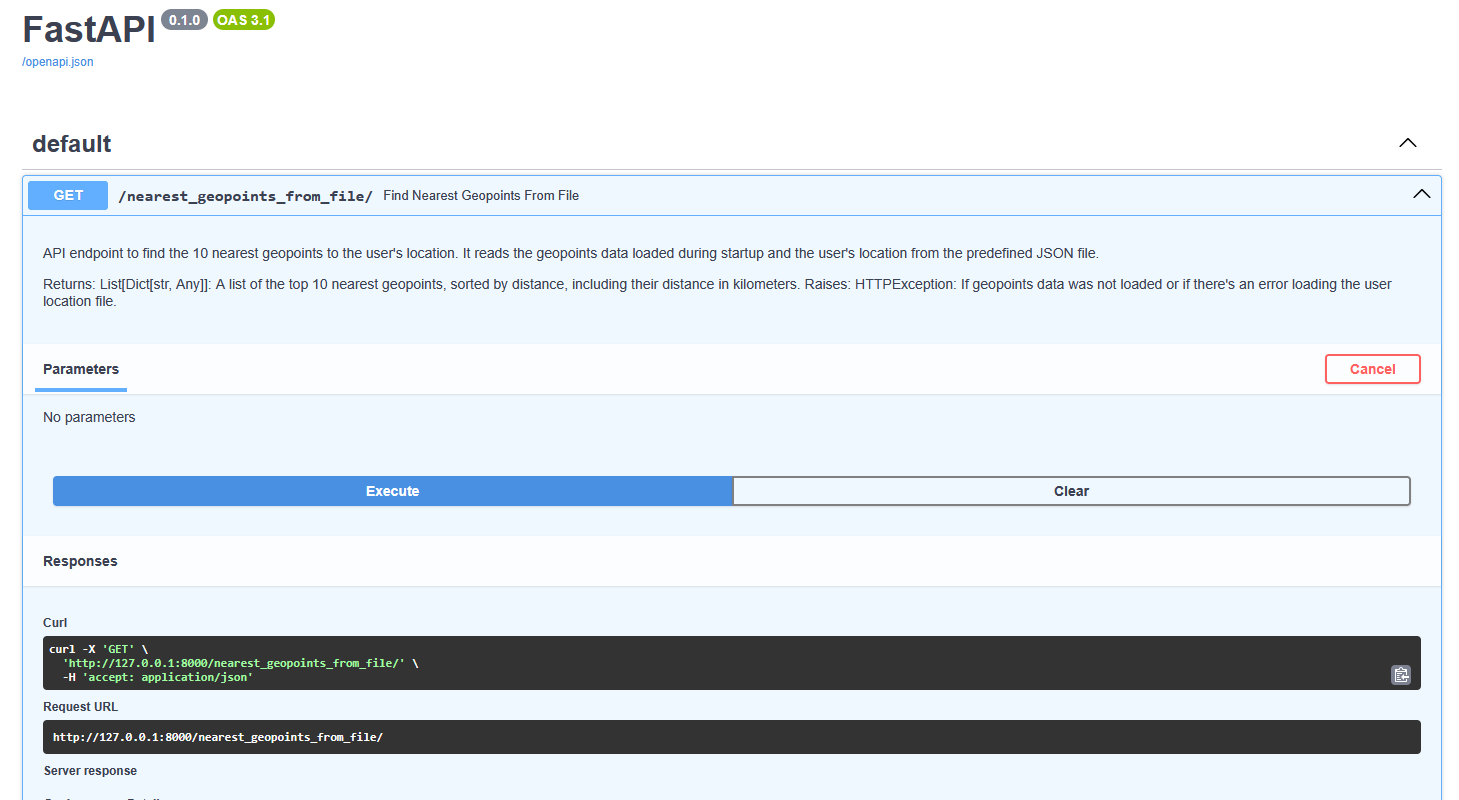 FastAPI 0.1.0 OAS 3.1
/openapi.json
default
GET /nearest_geopoints_from_file/ Find Nearest Geopoints From File
API endpoint to find the 10 nearest geopoints to the user's location. It reads the geopoints data loaded during startup and the user's location from the predefined JSON file.
Returns: List[Dict[str, Any]]: A list of the top 10 nearest geopoints, sorted by distance, including their distance in kilometers. Raises: HTTPException: If geopoints data was not loaded or if there's an error loading the user
location file.
Parameters Cancel
No parameters
Execute Clear
Responses
Curl
curl -X 'GET' \
'http://127.0.0.1:8000/nearest_geopoints_from_file/' \
-H 'accept: application/json'
Request URL
http://127.0.0.1:8000/nearest_geopoints_from_file/
Server response